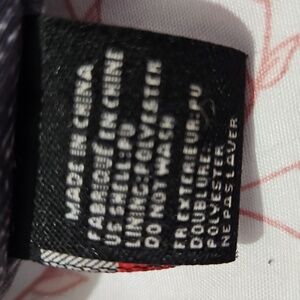 MADE IN CHINA
FABRIQUE EN CHINE
US SHELL: PU
LINING: POLYESTER
DO NOT WASH
FR EXTERIEUR: PU
DOUBLURE:
POLYESTER
NE PAS LAVER